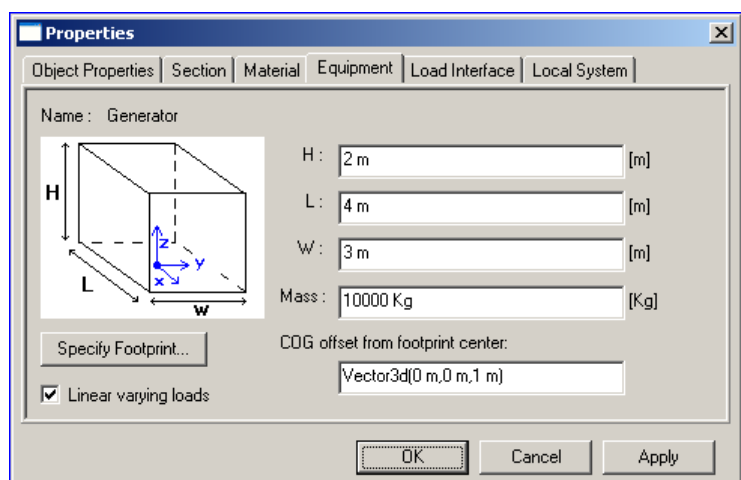 Properties
Object Properties Section Material Equipment Load Interface Local System
Name : Generator
H
L
W
z
y
x
H : 2 m [m]
L : 4 m [m]
W : 3 m [m]
Mass : 10000 Kg [Kg]
Specify Footprint...
COG offset from footprint center:
Vector3d(0 m,0 m,1 m)
Linear varying loads
OK Cancel Apply